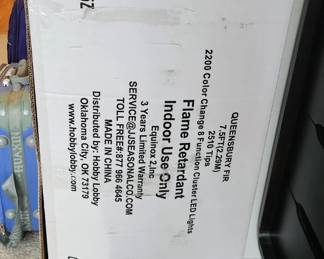 QUEENSBURY FIR
7.5FT(2.29M)
2510 Tips
2200 Color Change 8 Function Cluster LED Lights
Flame Retardant
Indoor Use Only
Equinox 2,Inc
3 Years Limited Warranty
SERVICE@JJSEASONALCO.COM
TOLL FREE#:877 966 4645
MADE IN CHINA
Distributed by: Hobby Lobby
Oklahoma City, OK 73179
www.hobbylobby.com